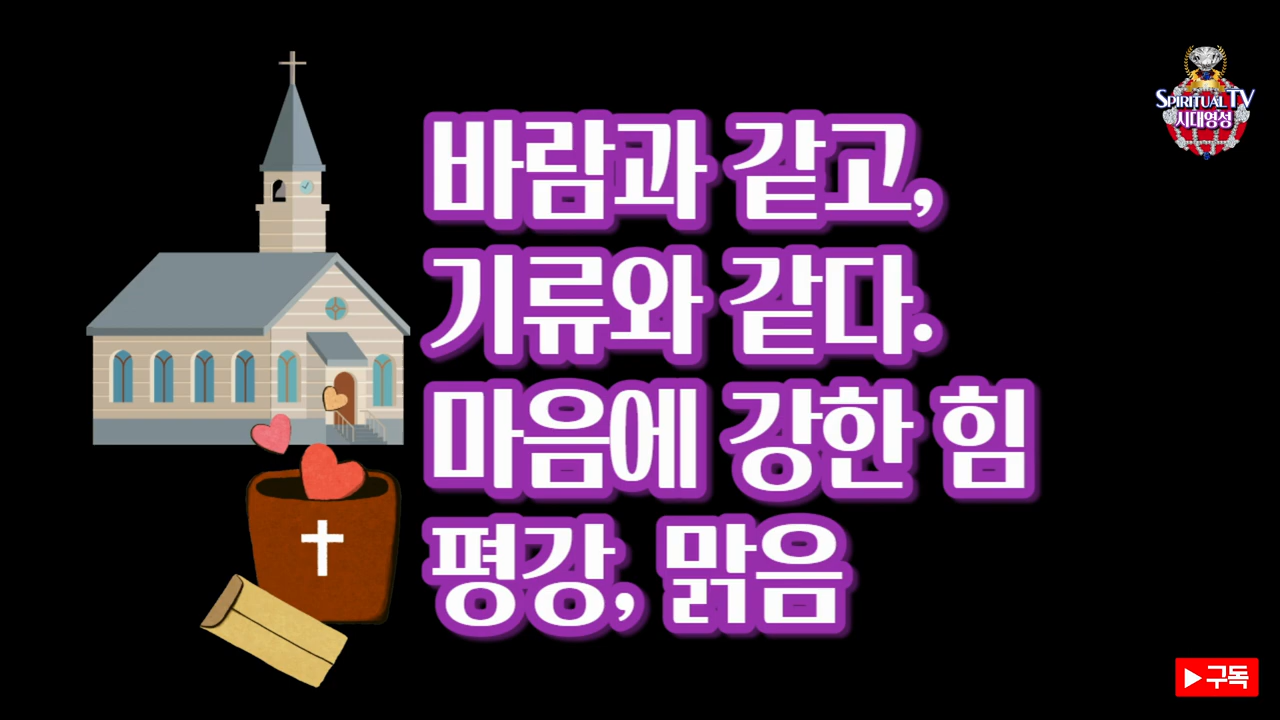 SPIRITUAL TV
시대영성
바람과 같고,
기류와 같다.
마음에 강한 힘
평강, 맑음
구독